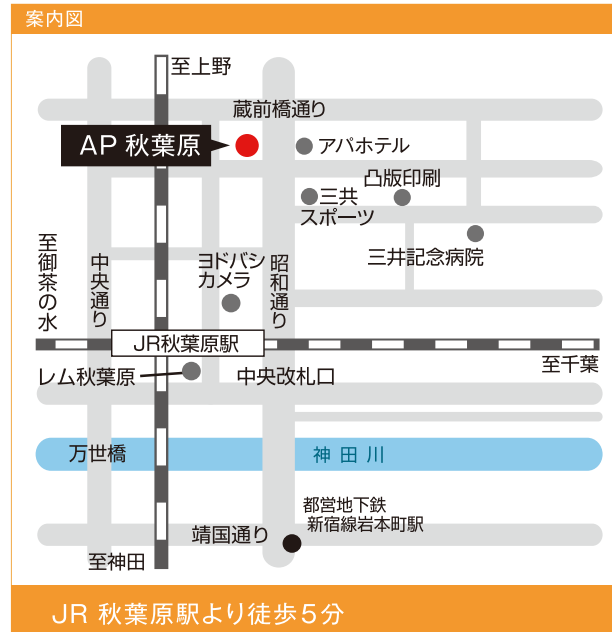 案内図
至上野
蔵前橋通り
AP 秋葉原
アパホテル
凸版印刷
三共
スポーツ
三井記念病院
至御茶の水
中央通り
ヨドバシ
カメラ
昭和通り
JR秋葉原駅
至千葉
レム秋葉原
中央改札口
万世橋
神田川
都営地下鉄
新宿線岩本町駅
靖国通り
至神田
JR 秋葉原駅より徒歩5分